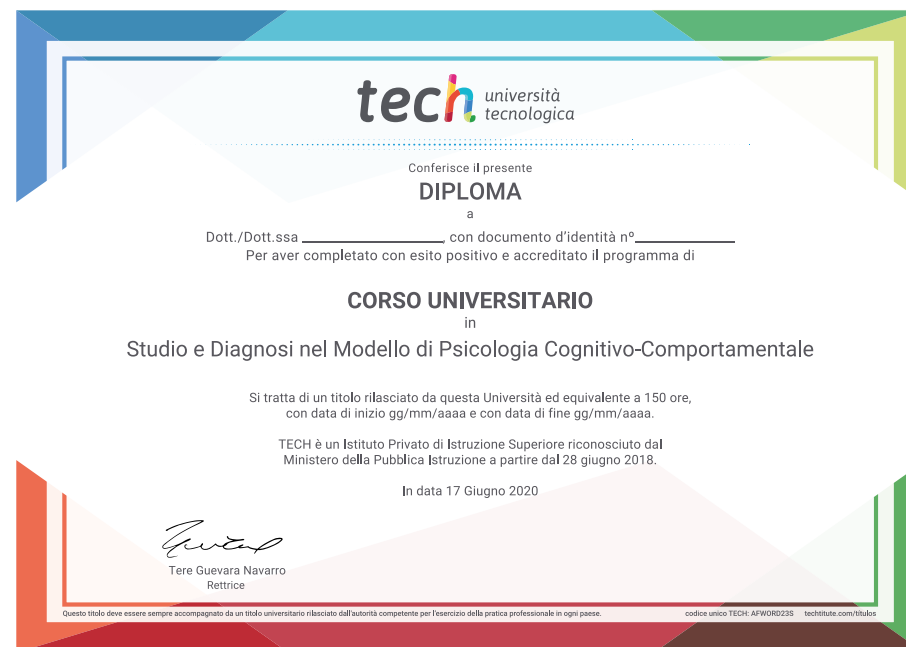 tech università
tecnologica
Conferisce il presente
DIPLOMA
a
Dott./Dott.ssa ____________________, con documento d'identità nº______________
Per aver completato con esito positivo e accreditato il programma di
CORSO UNIVERSITARIO
in
Studio e Diagnosi nel Modello di Psicologia Cognitivo-Comportamentale
Si tratta di un titolo rilasciato da questa Università ed equivalente a 150 ore,
con data di inizio gg/mm/aaaa e con data di fine gg/mm/aaaa.
TECH è un Istituto Privato di Istruzione Superiore riconosciuto dal
Ministero della Pubblica Istruzione a partire dal 28 giugno 2018.
In data 17 Giugno 2020
Tere Guevara Navarro
Rettrice
Questo titolo deve essere sempre accompagnato da un titolo universitario rilasciato dall'autorità competente per l'esercizio della pratica professionale in ogni paese. codice unico TECH: AFWORD23S techtitute.com/títulos